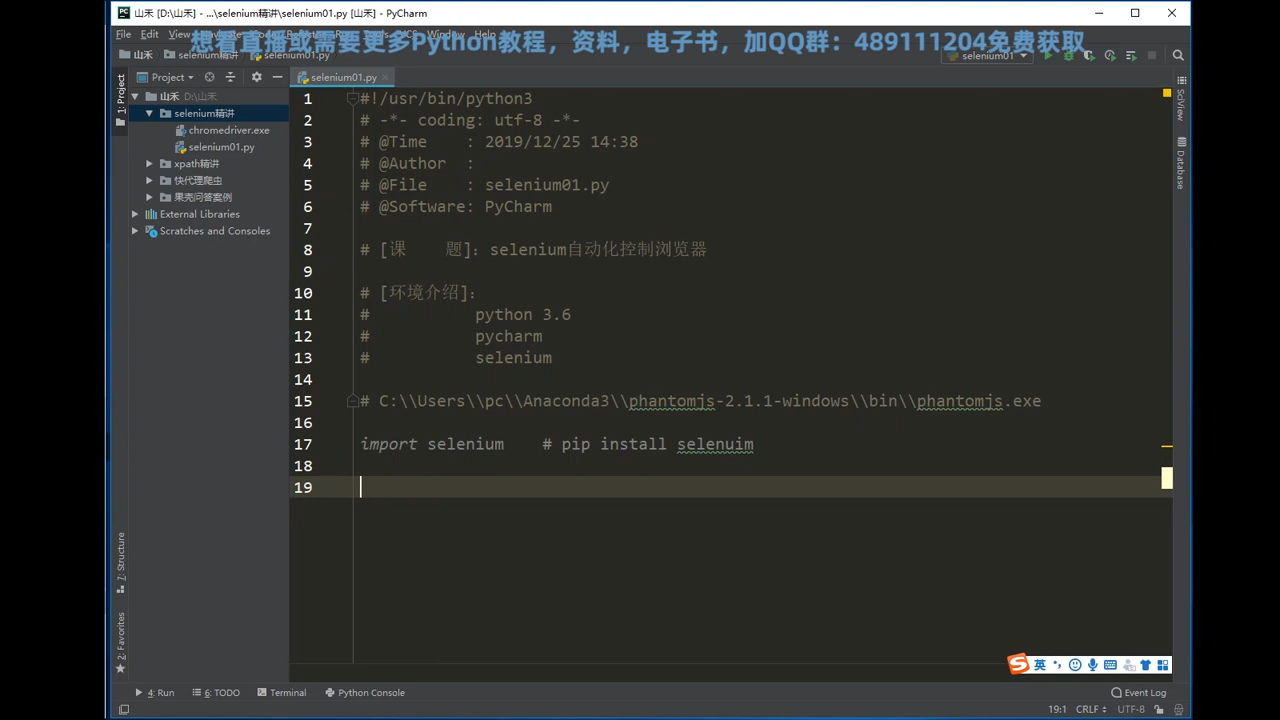 山禾 [D:\山禾] - ...\selenium精讲\selenium01.py [山禾] - PyCharm
File Edit View Window Help
想看直播或需要更多Python教程，资料，电子书，加QQ群：489111204免费获取
山禾 selenium精讲 selenium01.py selenium01
1: Project
Project
selenium01.py
山禾 D:\山禾
selenium精讲
chromedriver.exe
selenium01.py
xpath精讲
快代理爬虫
果壳问答案例
External Libraries
Scratches and Consoles
1 #!/usr/bin/python3
2 # -*- coding: utf-8 -*-
3 # @Time    : 2019/12/25 14:38
4 # @Author  :
5 # @File    : selenium01.py
6 # @Software: PyCharm
7
8 # [课    题]：selenium自动化控制浏览器
9
10 # [环境介绍]：
11 #           python 3.6
12 #           pycharm
13 #           selenium
14
15 # C:\\Users\\pc\\Anaconda3\\phantomjs-2.1.1-windows\\bin\\phantomjs.exe
16
17 import selenium    # pip install selenuim
18
19
SciView
Database
7: Structure
2: Favorites
英
4: Run 6: TODO Terminal Python Console Event Log
19:1 CRLF UTF-8